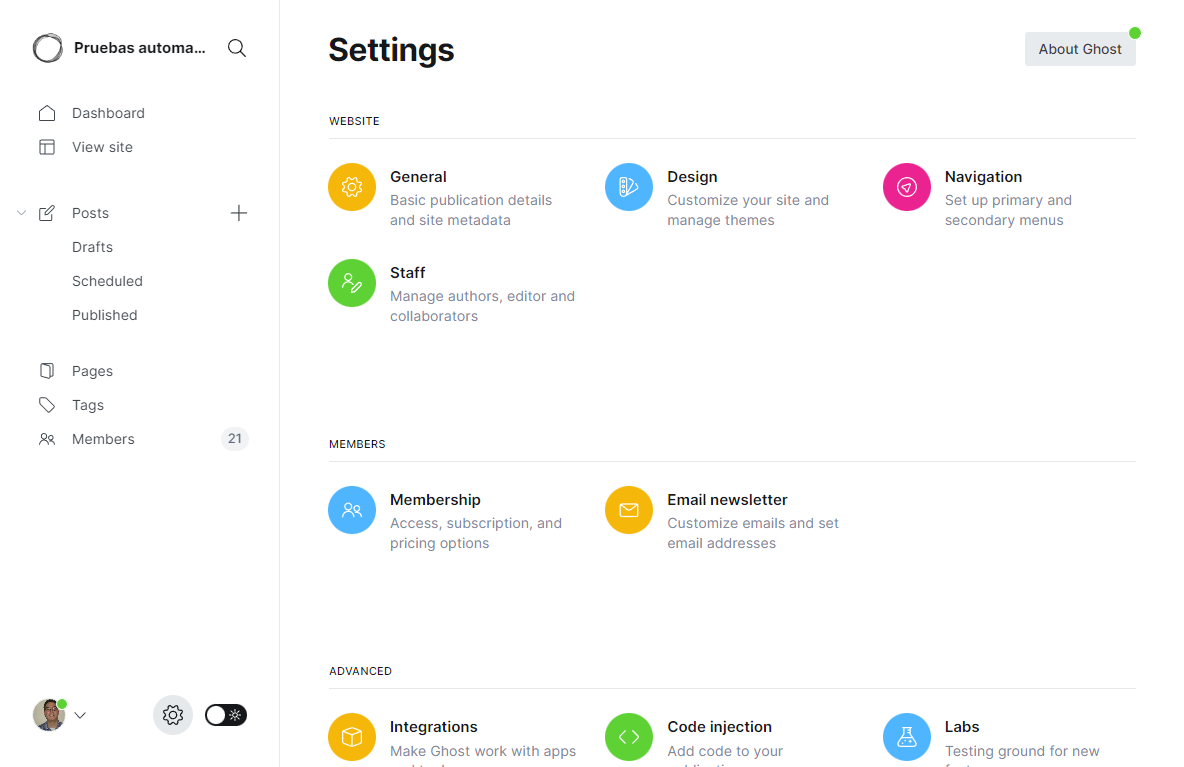 Pruebas automa...
Dashboard
View site
Posts
Drafts
Scheduled
Published
Pages
Tags
Members 21
Settings
About Ghost
WEBSITE
General
Basic publication details
and site metadata
Design
Customize your site and
manage themes
Navigation
Set up primary and
secondary menus
Staff
Manage authors, editor and
collaborators
MEMBERS
Membership
Access, subscription, and
pricing options
Email newsletter
Customize emails and set
email addresses
ADVANCED
Integrations
Make Ghost work with apps
Code injection
Add code to your
Labs
Testing ground for new